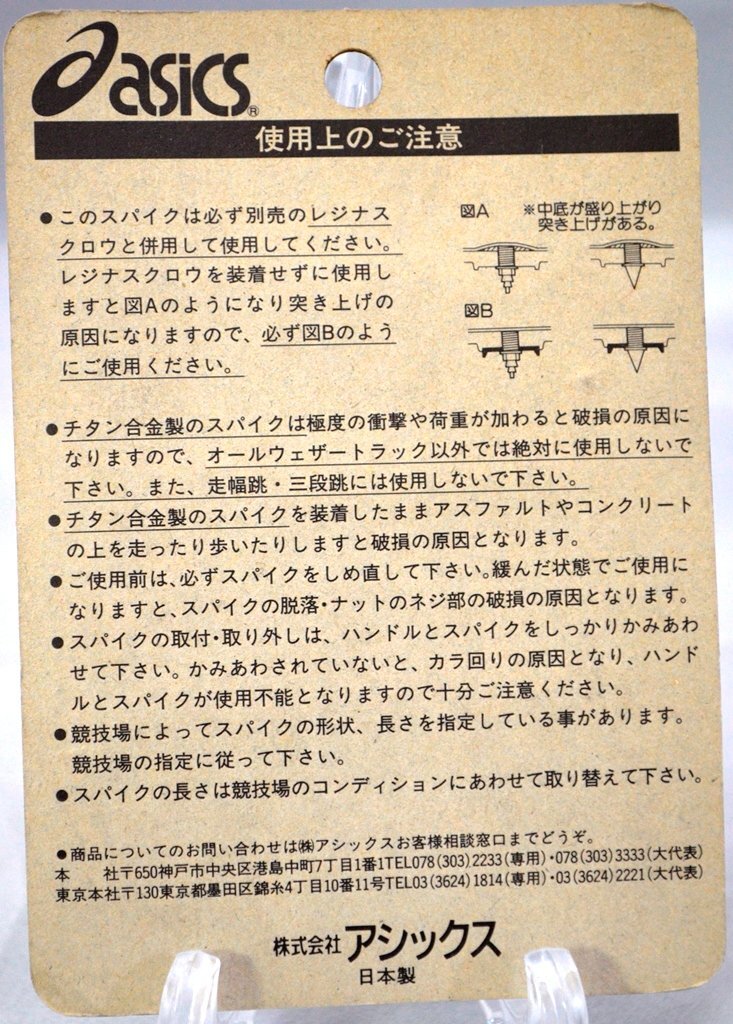 asics®
使用上のご注意
●このスパイクは必ず別売のレジナス
クロウと併用して使用してください。
レジナスクロウを装着せずに使用し
ますと図Aのようになり突き上げの
原因になりますので、必ず図Bのよう
にご使用ください。
図A ※中底が盛り上がり
突き上げがある。
図B
●チタン合金製のスパイクは極度の衝撃や荷重が加わると破損の原因に
なりますので、オールウェザートラック以外では絶対に使用しないで
下さい。また、走幅跳・三段跳には使用しないで下さい。
●チタン合金製のスパイクを装着したままアスファルトやコンクリート
の上を走ったり歩いたりしますと破損の原因となります。
●ご使用前は、必ずスパイクをしめ直して下さい。緩んだ状態でご使用に
なりますと、スパイクの脱落・ナットのネジ部の破損の原因となります。
●スパイクの取付・取り外しは、ハンドルとスパイクをしっかりかみあわ
せて下さい。かみあわされていないと、カラ回りの原因となり、ハンド
ルとスパイクが使用不能となりますので十分ご注意ください。
●競技場によってスパイクの形状、長さを指定している事があります。
競技場の指定に従って下さい。
●スパイクの長さは競技場のコンディションにあわせて取り替えて下さい。
●商品についてのお問い合わせは㈱アシックスお客様相談窓口までどうぞ。
本 社〒650神戸市中央区港島中町7丁目1番1TEL078(303)2233(専用)・078(303)3333(大代表)
東京本社〒130東京都墨田区錦糸4丁目10番11号TEL03(3624)1814(専用)・03(3624)2221(大代表)
株式会社アシックス
日本製